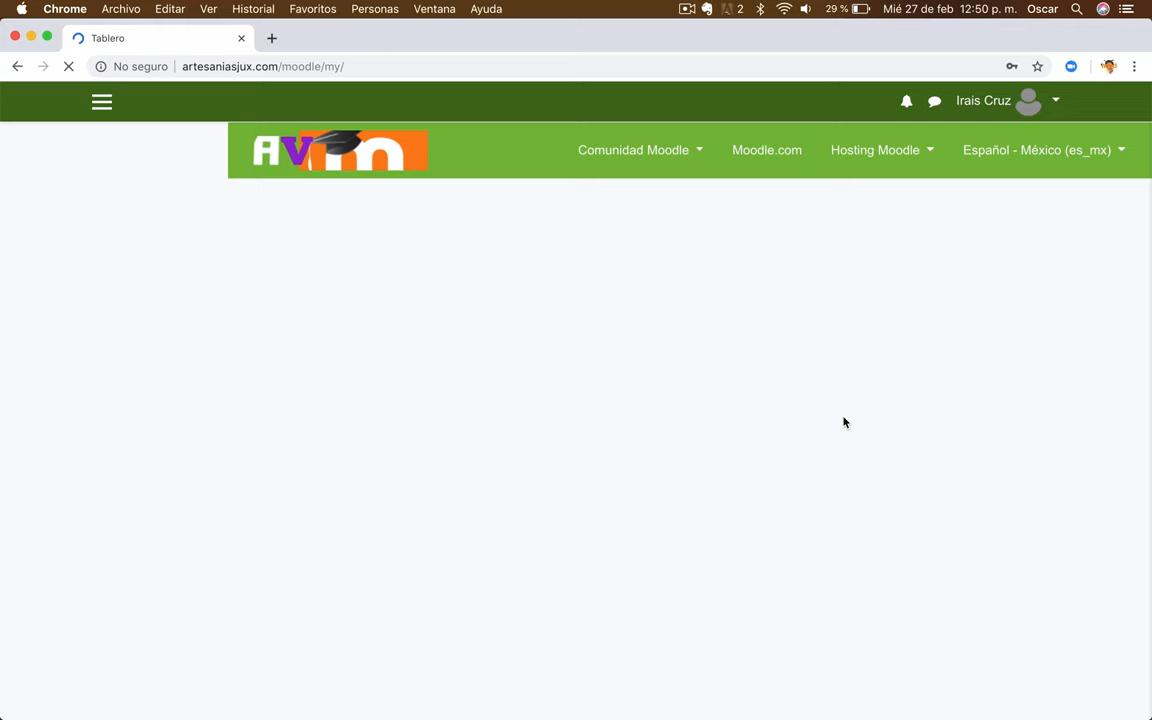 Chrome Archivo Editar Ver Historial Favoritos Personas Ventana Ayuda 2 29 % Mié 27 de feb 12:50 p. m. Oscar
Tablero
No seguro artesaniasjux.com/moodle/my/
Irais Cruz
AVm Comunidad Moodle Moodle.com Hosting Moodle Español - México (es_mx)